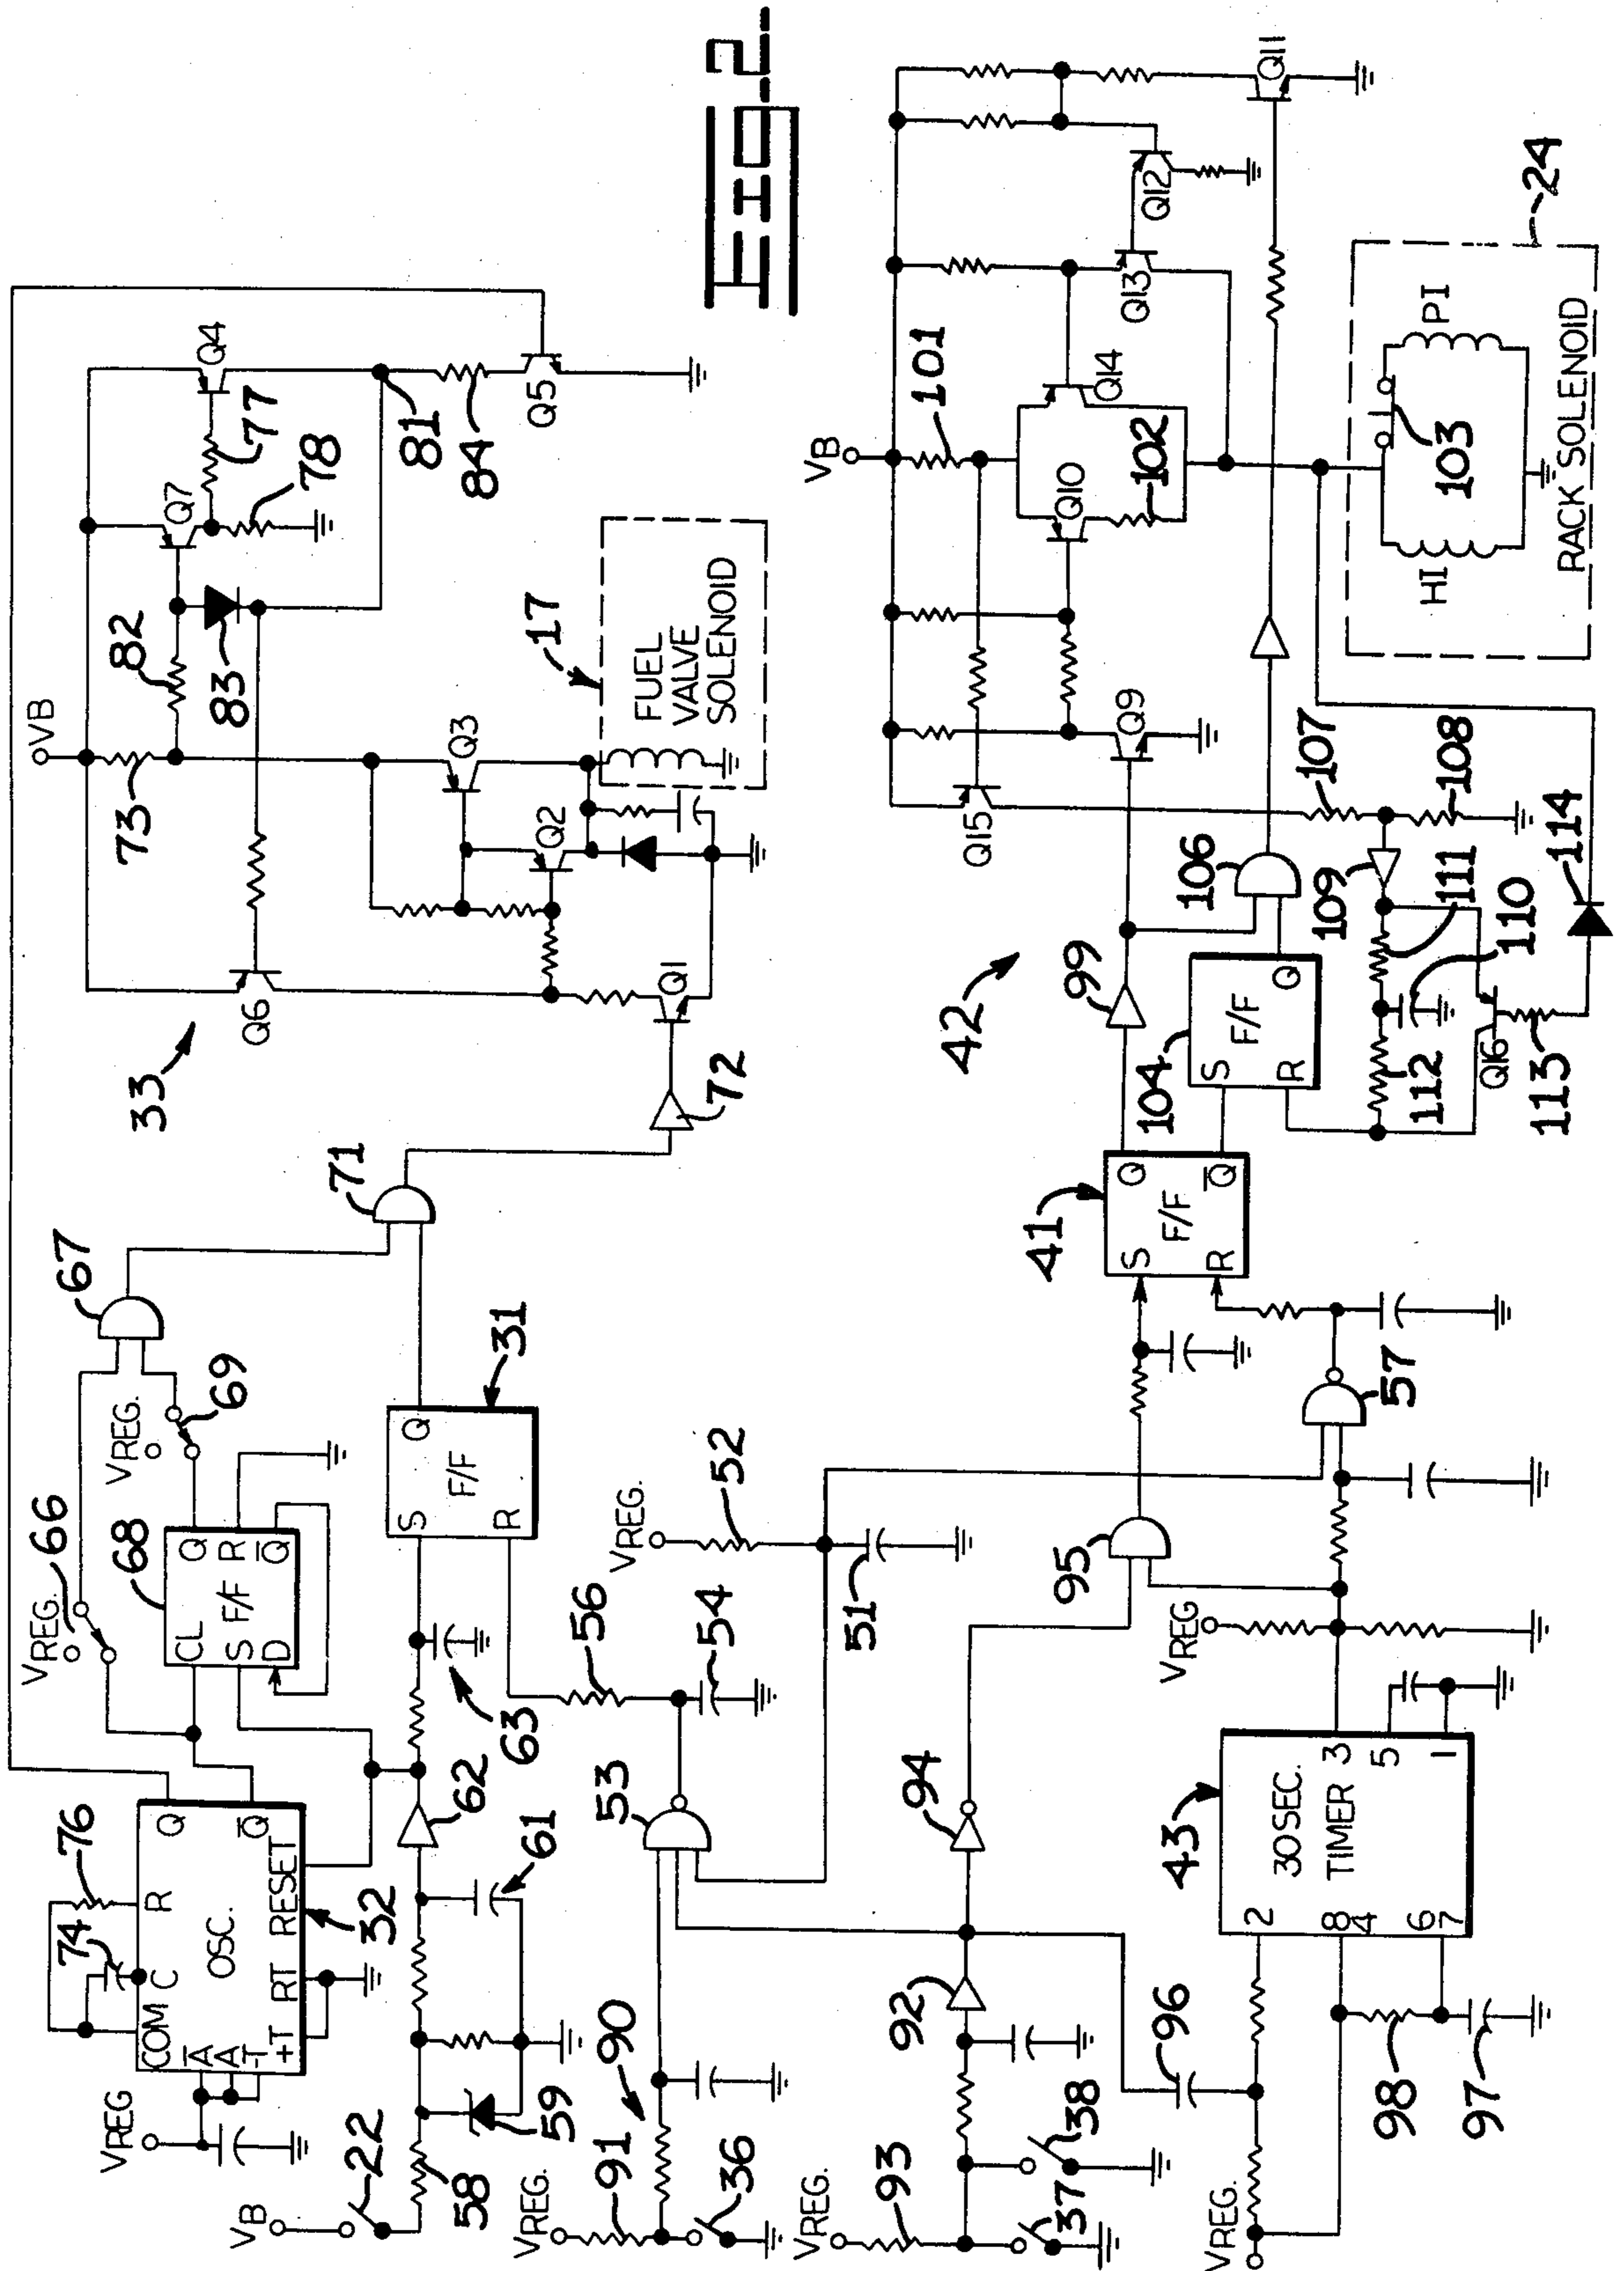 FIG. 2.
VB
Q4
Q7
77
78
82
83
81
84
Q5
73
Q3
17
FUEL
VALVE
SOLENOID
Q2
Q6
Q1
33
72
71
67
69
VREG.
66
VREG.
68
CL Q
S F/F R
D Q̅
31
S Q
F/F
R
76
74
COM C R
A̅ OSC. Q
A Q̅
-T
+T RT RESET
32
VREG
62
63
61
22
VB
58
59
VREG.
52
51
56
54
53
90
91
VREG.
36
92
93
VREG.
37
38
94
95
96
VREG
43
30 SEC.
TIMER
2
8
4
6
7
3
5
1
98
97
VREG.
57
41
S Q
F/F
R Q̅
42
99
104
S
F/F
R Q
106
VB
101
Q10
Q14
102
Q13
Q12
Q11
Q15
Q9
107
108
109
111
110
112
Q16
113
114
24
HI
PI
103
RACK SOLENOID